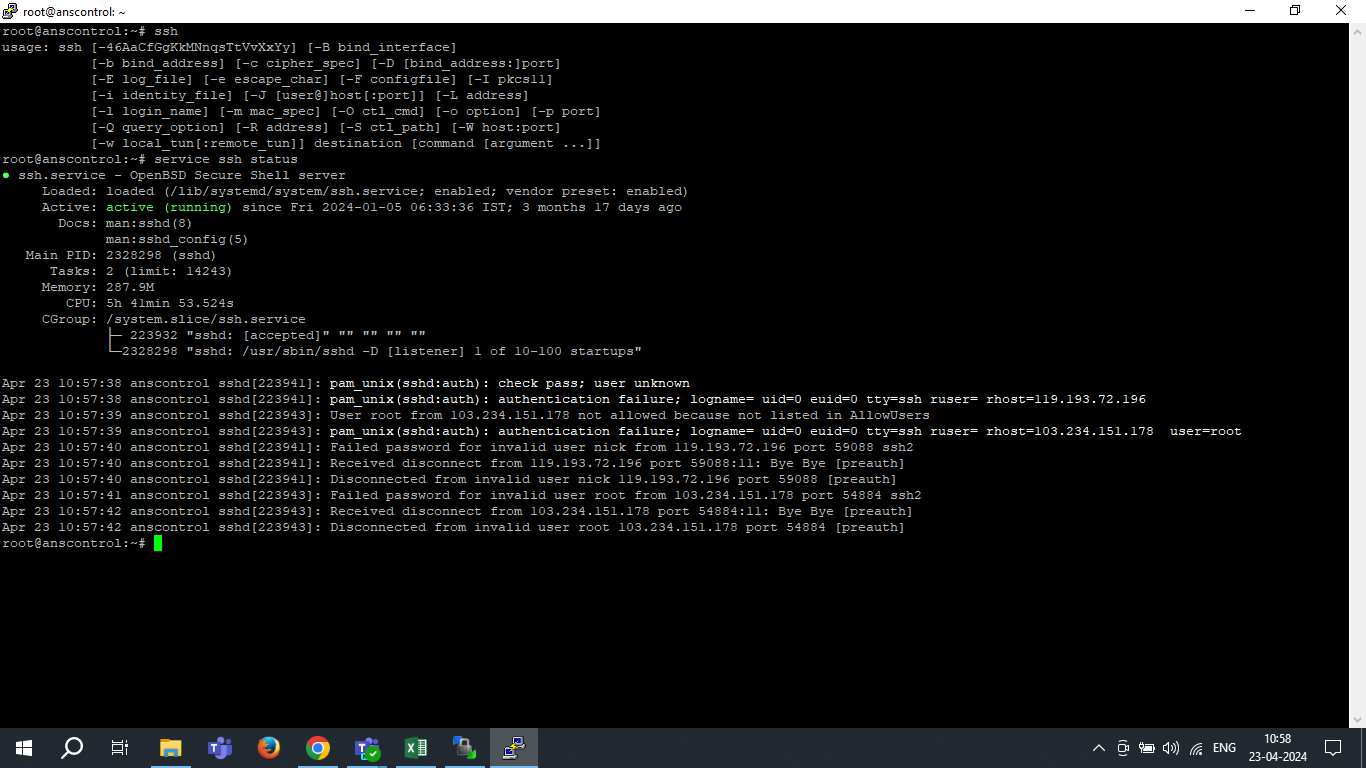 root@anscontrol: ~
root@anscontrol:~# ssh
usage: ssh [-46AaCfGgKkMNnqsTtVvXxYy] [-B bind_interface]
           [-b bind_address] [-c cipher_spec] [-D [bind_address:]port]
           [-E log_file] [-e escape_char] [-F configfile] [-I pkcs11]
           [-i identity_file] [-J [user@]host[:port]] [-L address]
           [-l login_name] [-m mac_spec] [-O ctl_cmd] [-o option] [-p port]
           [-Q query_option] [-R address] [-S ctl_path] [-W host:port]
           [-w local_tun[:remote_tun]] destination [command [argument ...]]
root@anscontrol:~# service ssh status
● ssh.service - OpenBSD Secure Shell server
     Loaded: loaded (/lib/systemd/system/ssh.service; enabled; vendor preset: enabled)
     Active: active (running) since Fri 2024-01-05 06:33:36 IST; 3 months 17 days ago
       Docs: man:sshd(8)
             man:sshd_config(5)
   Main PID: 2328298 (sshd)
      Tasks: 2 (limit: 14243)
     Memory: 287.9M
        CPU: 5h 41min 53.524s
     CGroup: /system.slice/ssh.service
             ├─ 223932 "sshd: [accepted]" "" "" "" ""
             └─2328298 "sshd: /usr/sbin/sshd -D [listener] 1 of 10-100 startups"
Apr 23 10:57:38 anscontrol sshd[223941]: pam_unix(sshd:auth): check pass; user unknown
Apr 23 10:57:38 anscontrol sshd[223941]: pam_unix(sshd:auth): authentication failure; logname= uid=0 euid=0 tty=ssh ruser= rhost=119.193.72.196
Apr 23 10:57:39 anscontrol sshd[223943]: User root from 103.234.151.178 not allowed because not listed in AllowUsers
Apr 23 10:57:39 anscontrol sshd[223943]: pam_unix(sshd:auth): authentication failure; logname= uid=0 euid=0 tty=ssh ruser= rhost=103.234.151.178  user=root
Apr 23 10:57:40 anscontrol sshd[223941]: Failed password for invalid user nick from 119.193.72.196 port 59088 ssh2
Apr 23 10:57:40 anscontrol sshd[223941]: Received disconnect from 119.193.72.196 port 59088:11: Bye Bye [preauth]
Apr 23 10:57:40 anscontrol sshd[223941]: Disconnected from invalid user nick 119.193.72.196 port 59088 [preauth]
Apr 23 10:57:41 anscontrol sshd[223943]: Failed password for invalid user root from 103.234.151.178 port 54884 ssh2
Apr 23 10:57:42 anscontrol sshd[223943]: Received disconnect from 103.234.151.178 port 54884:11: Bye Bye [preauth]
Apr 23 10:57:42 anscontrol sshd[223943]: Disconnected from invalid user root 103.234.151.178 port 54884 [preauth]
root@anscontrol:~#
ENG
10:58
23-04-2024